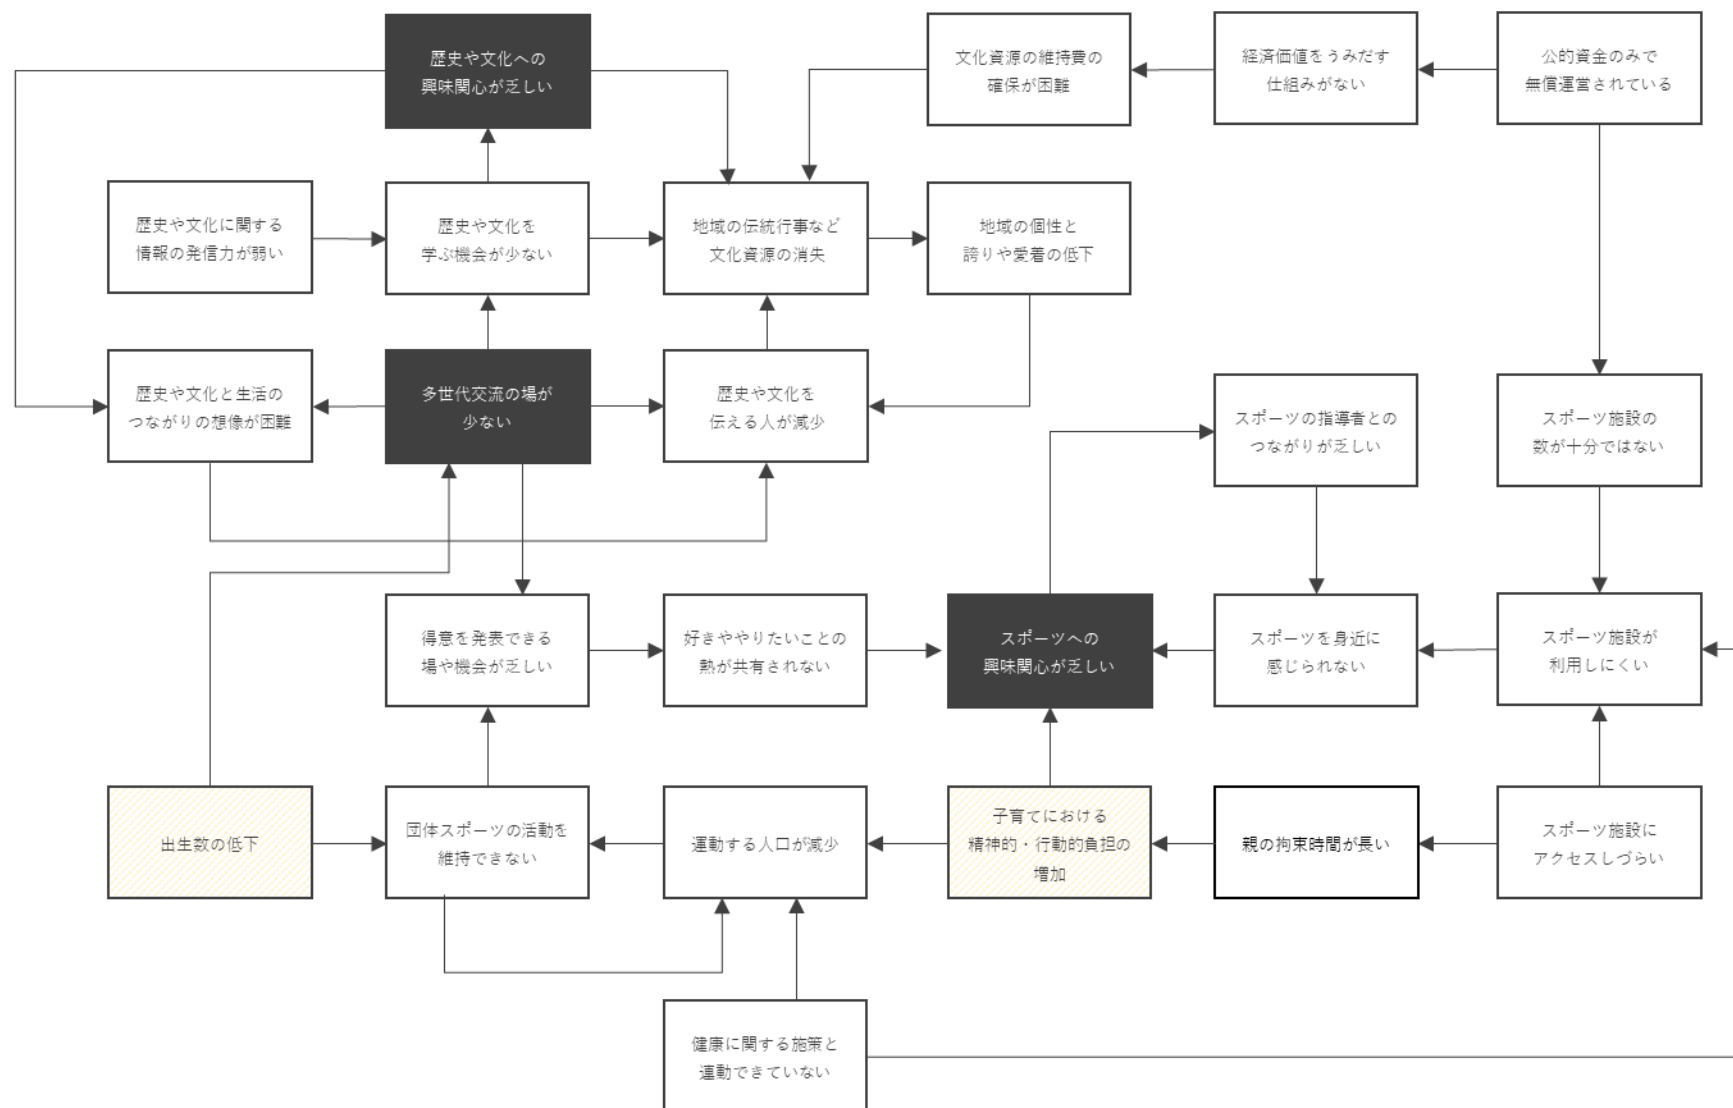 歴史や文化への
興味関心が乏しい
文化資源の維持費の
確保が困難
経済価値をうみだす
仕組みがない
公的資金のみで
無償運営されている
歴史や文化に関する
情報の発信力が弱い
歴史や文化を
学ぶ機会が少ない
地域の伝統行事など
文化資源の消失
地域の個性と
誇りや愛着の低下
歴史や文化と生活の
つながりの想像が困難
多世代交流の場が
少ない
歴史や文化を
伝える人が減少
スポーツの指導者との
つながりが乏しい
スポーツ施設の
数が十分ではない
得意を発表できる
場や機会が乏しい
好きややりたいことの
熱が共有されない
スポーツへの
興味関心が乏しい
スポーツを身近に
感じられない
スポーツ施設が
利用しにくい
出生数の低下
団体スポーツの活動を
維持できない
運動する人口が減少
子育てにおける
精神的・行動的負担の
増加
親の拘束時間が長い
スポーツ施設に
アクセスしづらい
健康に関する施策と
連動できていない